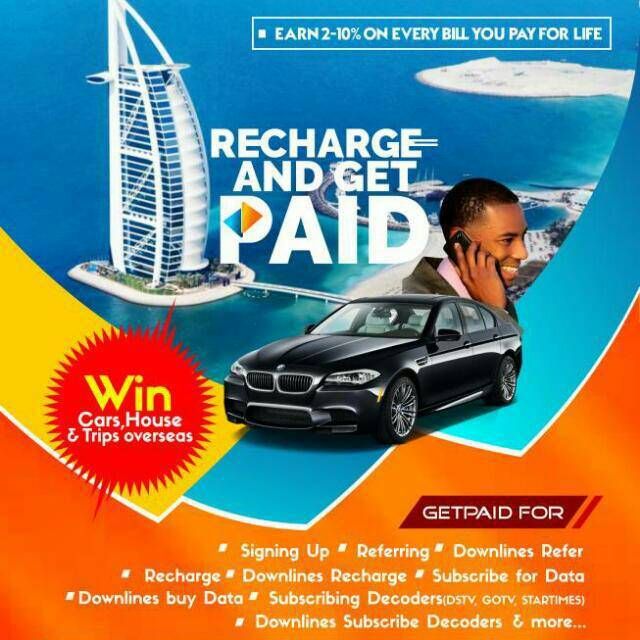 EARN 2-10% ON EVERY BILL YOU PAY FOR LIFE
RECHARGE
AND GET
PAID
Win
Cars,House
& Trips overseas
GETPAID FOR
Signing Up Referring Downlines Refer
Recharge Downlines Recharge Subscribe for Data
Downlines buy Data Subscribing Decoders(DSTV, GOTV, STARTIMES)
Downlines Subscribe Decoders & more...